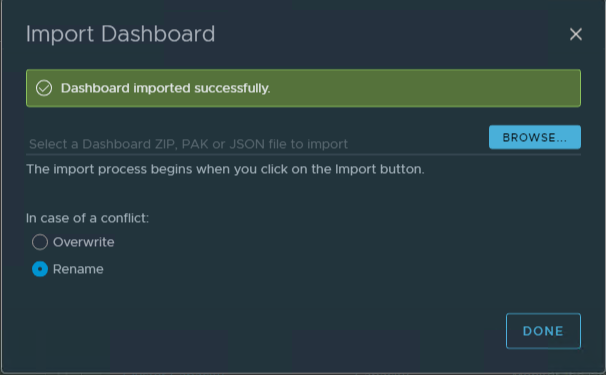 Import Dashboard
Dashboard imported successfully.
Select a Dashboard ZIP, PAK or JSON file to import
BROWSE...
The import process begins when you click on the Import button.
In case of a conflict:
Overwrite
Rename
DONE